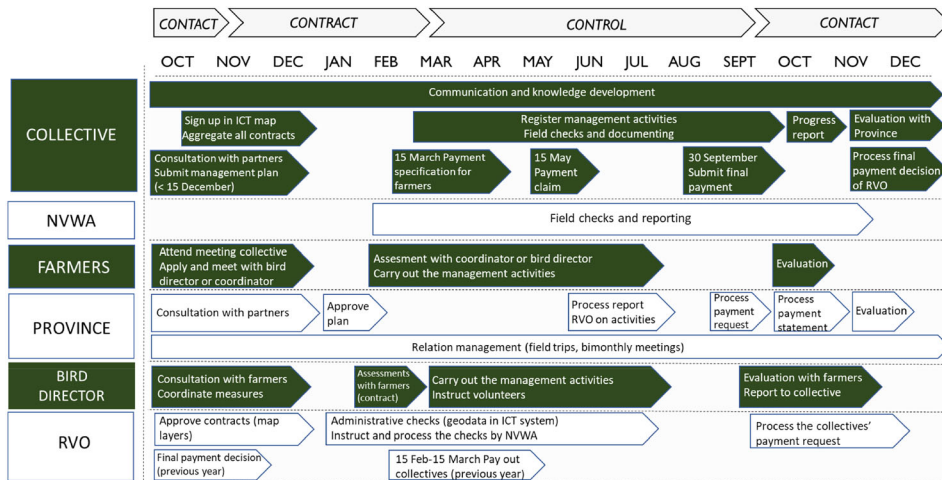 CONTACT CONTRACT CONTROL CONTACT
OCT NOV DEC JAN FEB MAR APR MAY JUN JUL AUG SEPT OCT NOV DEC
COLLECTIVE
Communication and knowledge development
Sign up in ICT map
Aggregate all contracts
Register management activities
Field checks and documenting
Progress
report
Evaluation with
Province
Consultation with partners
Submit management plan
(< 15 December)
15 March Payment
specification for
farmers
15 May
Payment
claim
30 September
Submit final
payment
Process final
payment decision
of RVO
NVWA
Field checks and reporting
FARMERS
Attend meeting collective
Apply and meet with bird
director or coordinator
Assesment with coordinator or bird director
Carry out the management activities
Evaluation
PROVINCE
Consultation with partners
Approve
plan
Process report
RVO on activities
Process
payment
request
Process
payment
statement
Evaluation
Relation management (field trips, bimonthly meetings)
BIRD
DIRECTOR
Consultation with farmers
Coordinate measures
Assessments
with farmers
(contract)
Carry out the management activities
Instruct volunteers
Evaluation with farmers
Report to collective
RVO
Approve contracts (map
layers)
Administrative checks (geodata in ICT system)
Instruct and process the checks by NVWA
Process the collectives’
payment request
Final payment decision
(previous year)
15 Feb-15 March Pay out
collectives (previous year)